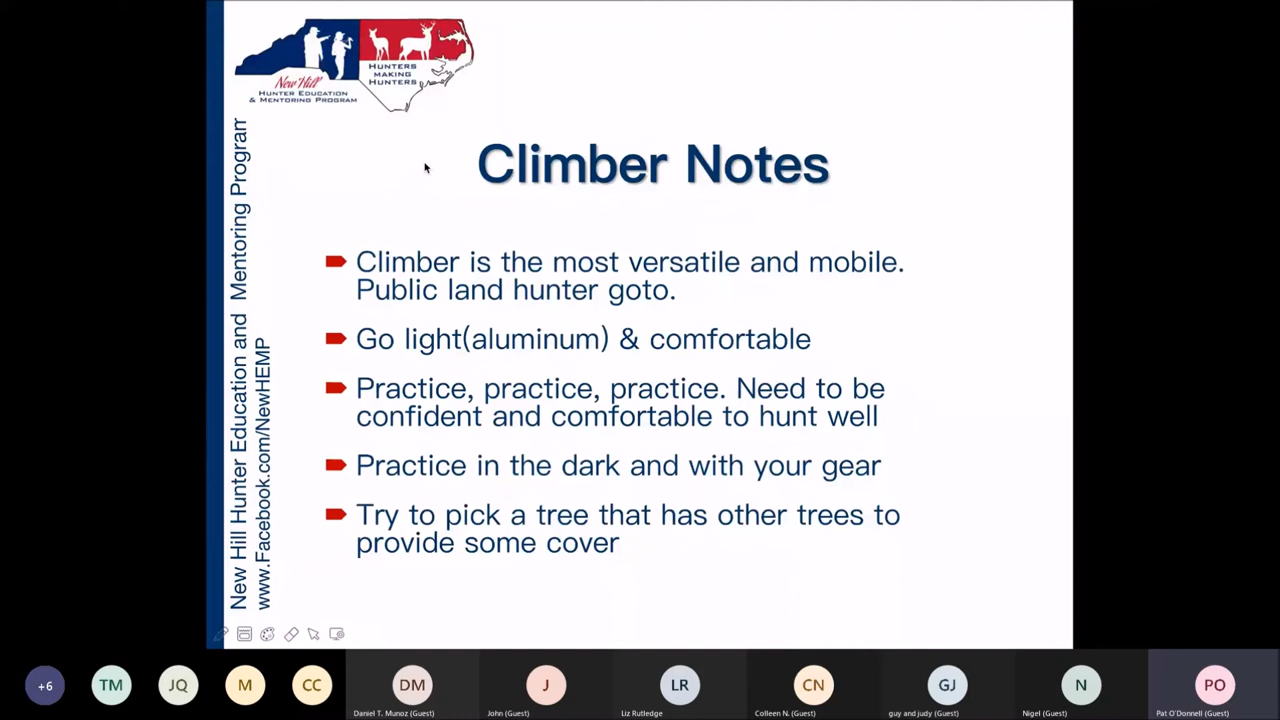 New Hill
HUNTER EDUCATION
& MENTORING PROGRAM
HUNTERS
MAKING
HUNTERS
New Hill Hunter Education and Mentoring Program
www.Facebook.com/NewHEMP
Climber Notes
Climber is the most versatile and mobile.
Public land hunter goto.
Go light(aluminum) & comfortable
Practice, practice, practice. Need to be
confident and comfortable to hunt well
Practice in the dark and with your gear
Try to pick a tree that has other trees to
provide some cover
+6
TM
JQ
M
CC
DM
J
LR
CN
GJ
N
PO
Daniel T. Munoz (Guest)
John (Guest)
Liz Rutledge
Colleen N. (Guest)
guy and judy (Guest)
Nigel (Guest)
Pat O'Donnell (Guest)